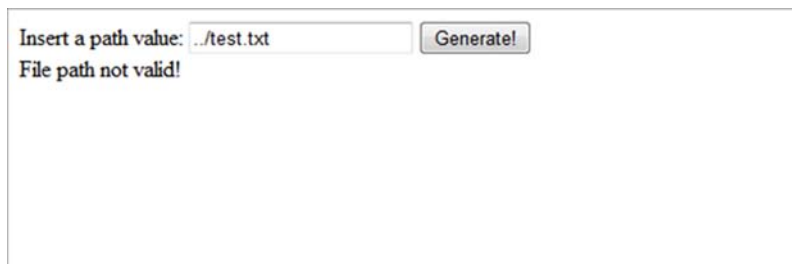 Insert a path value: ../test.txt Generate!
File path not valid!